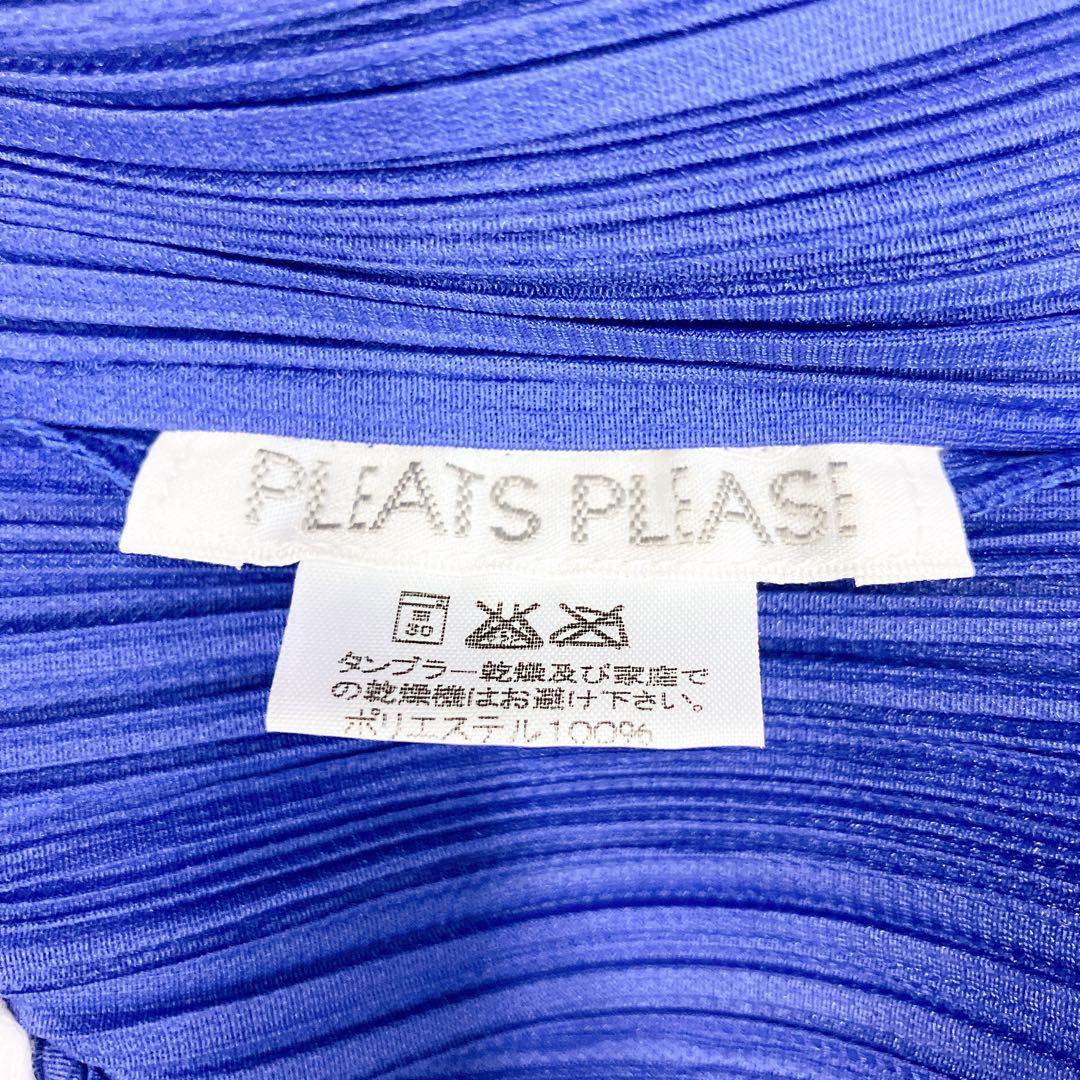 PLEATS PLEASE
タンブラー乾燥及び家庭で
の乾燥機はお避け下さい。
ポリエステル100%